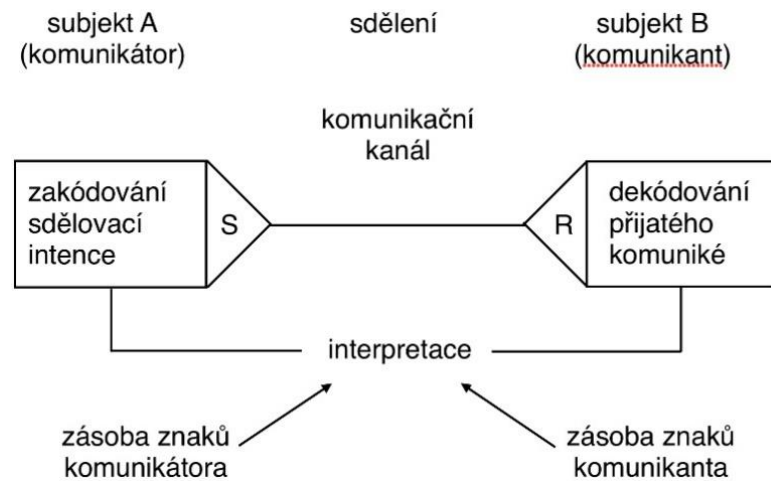 subjekt A
(komunikátor)
sdělení
subjekt B
(komunikant)
komunikační
kanál
zakódování
sdělovací
intence
S
R
dekódování
přijatého
komuniké
interpretace
zásoba znaků
komunikátora
zásoba znaků
komunikanta